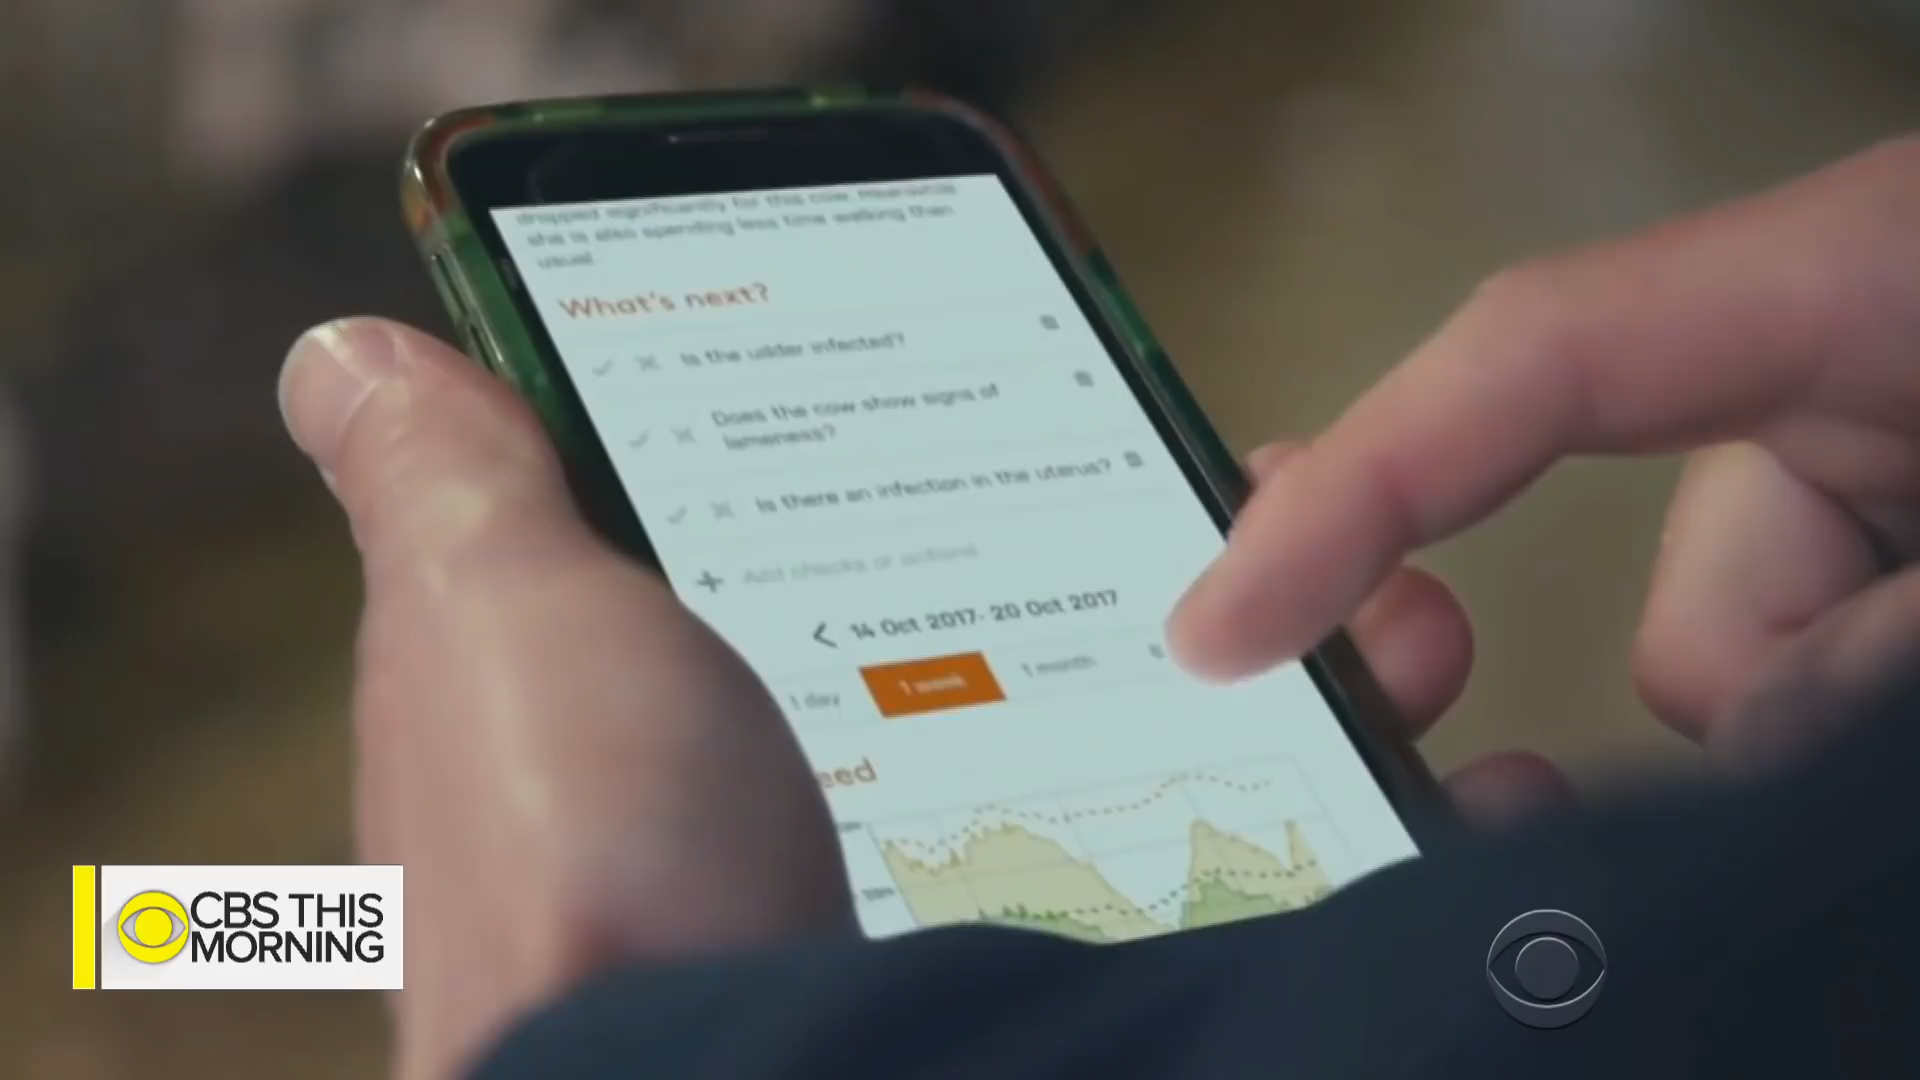 dropped significantly for this cow. Meanwhile
she is also spending less time walking than
usual.
What's next?
Is the udder infected?
Does the cow show signs of
lameness?
Is there an infection in the uterus?
Add checks or actions
14 Oct 2017- 20 Oct 2017
1 day
1 week
1 month
6
eed
CBS THIS
MORNING